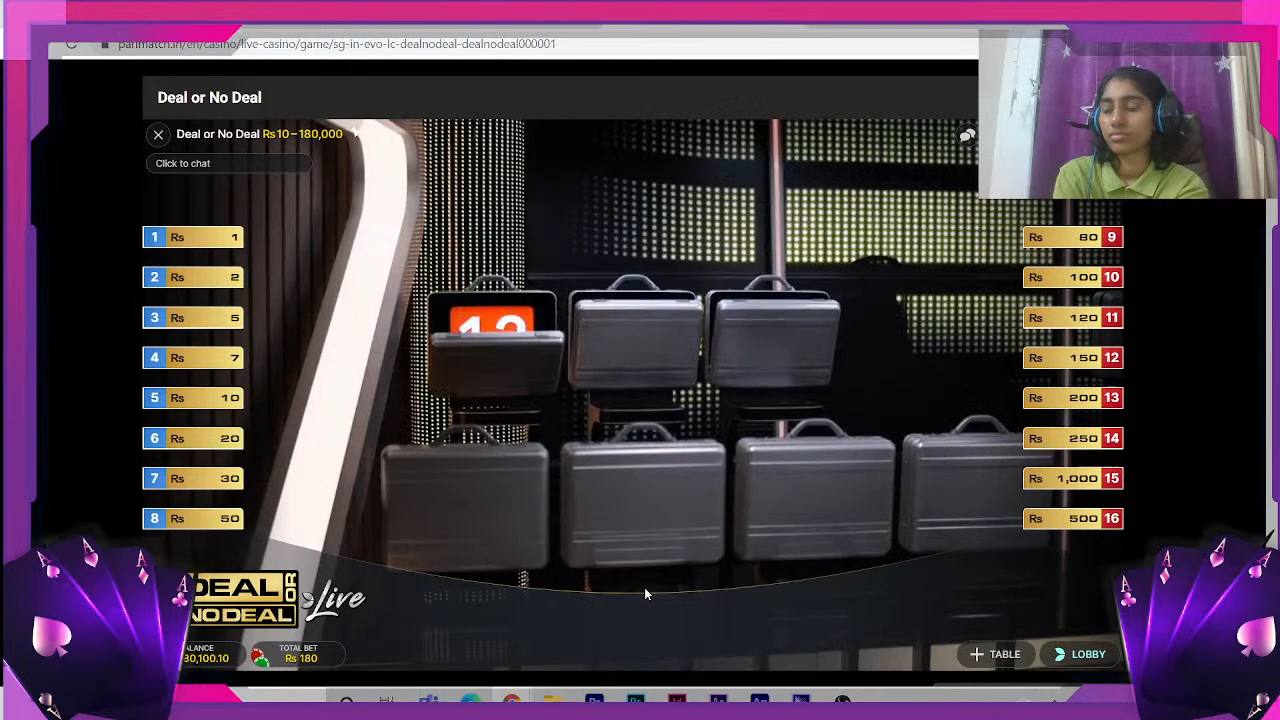 parimatch.in/en/casino/live-casino/game/sg-in-evo-lc-dealnodeal-dealnodeal000001
Deal or No Deal
Deal or No Deal Rs10–180,000
Click to chat
1 Rs 1
2 Rs 2
3 Rs 5
4 Rs 7
5 Rs 10
6 Rs 20
7 Rs 30
8 Rs 50
Rs 80 9
Rs 100 10
Rs 120 11
Rs 150 12
Rs 200 13
Rs 250 14
Rs 1,000 15
Rs 500 16
DEAL OR
NO DEAL
Live
ALANCE
30,100.10
TOTAL BET
Rs 180
TABLE
LOBBY